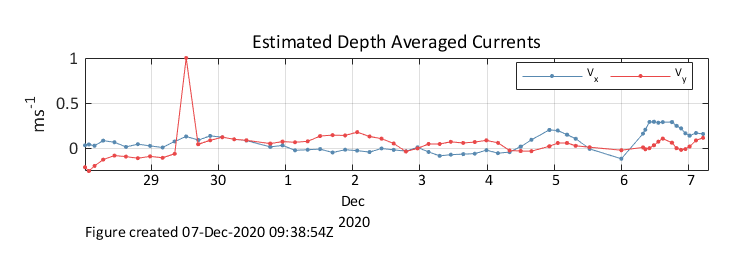 Estimated Depth Averaged Currents
Vx Vy
1
0.5
0
ms-1
29 30 1 2 3 4 5 6 7
Dec
2020
Figure created 07-Dec-2020 09:38:54Z